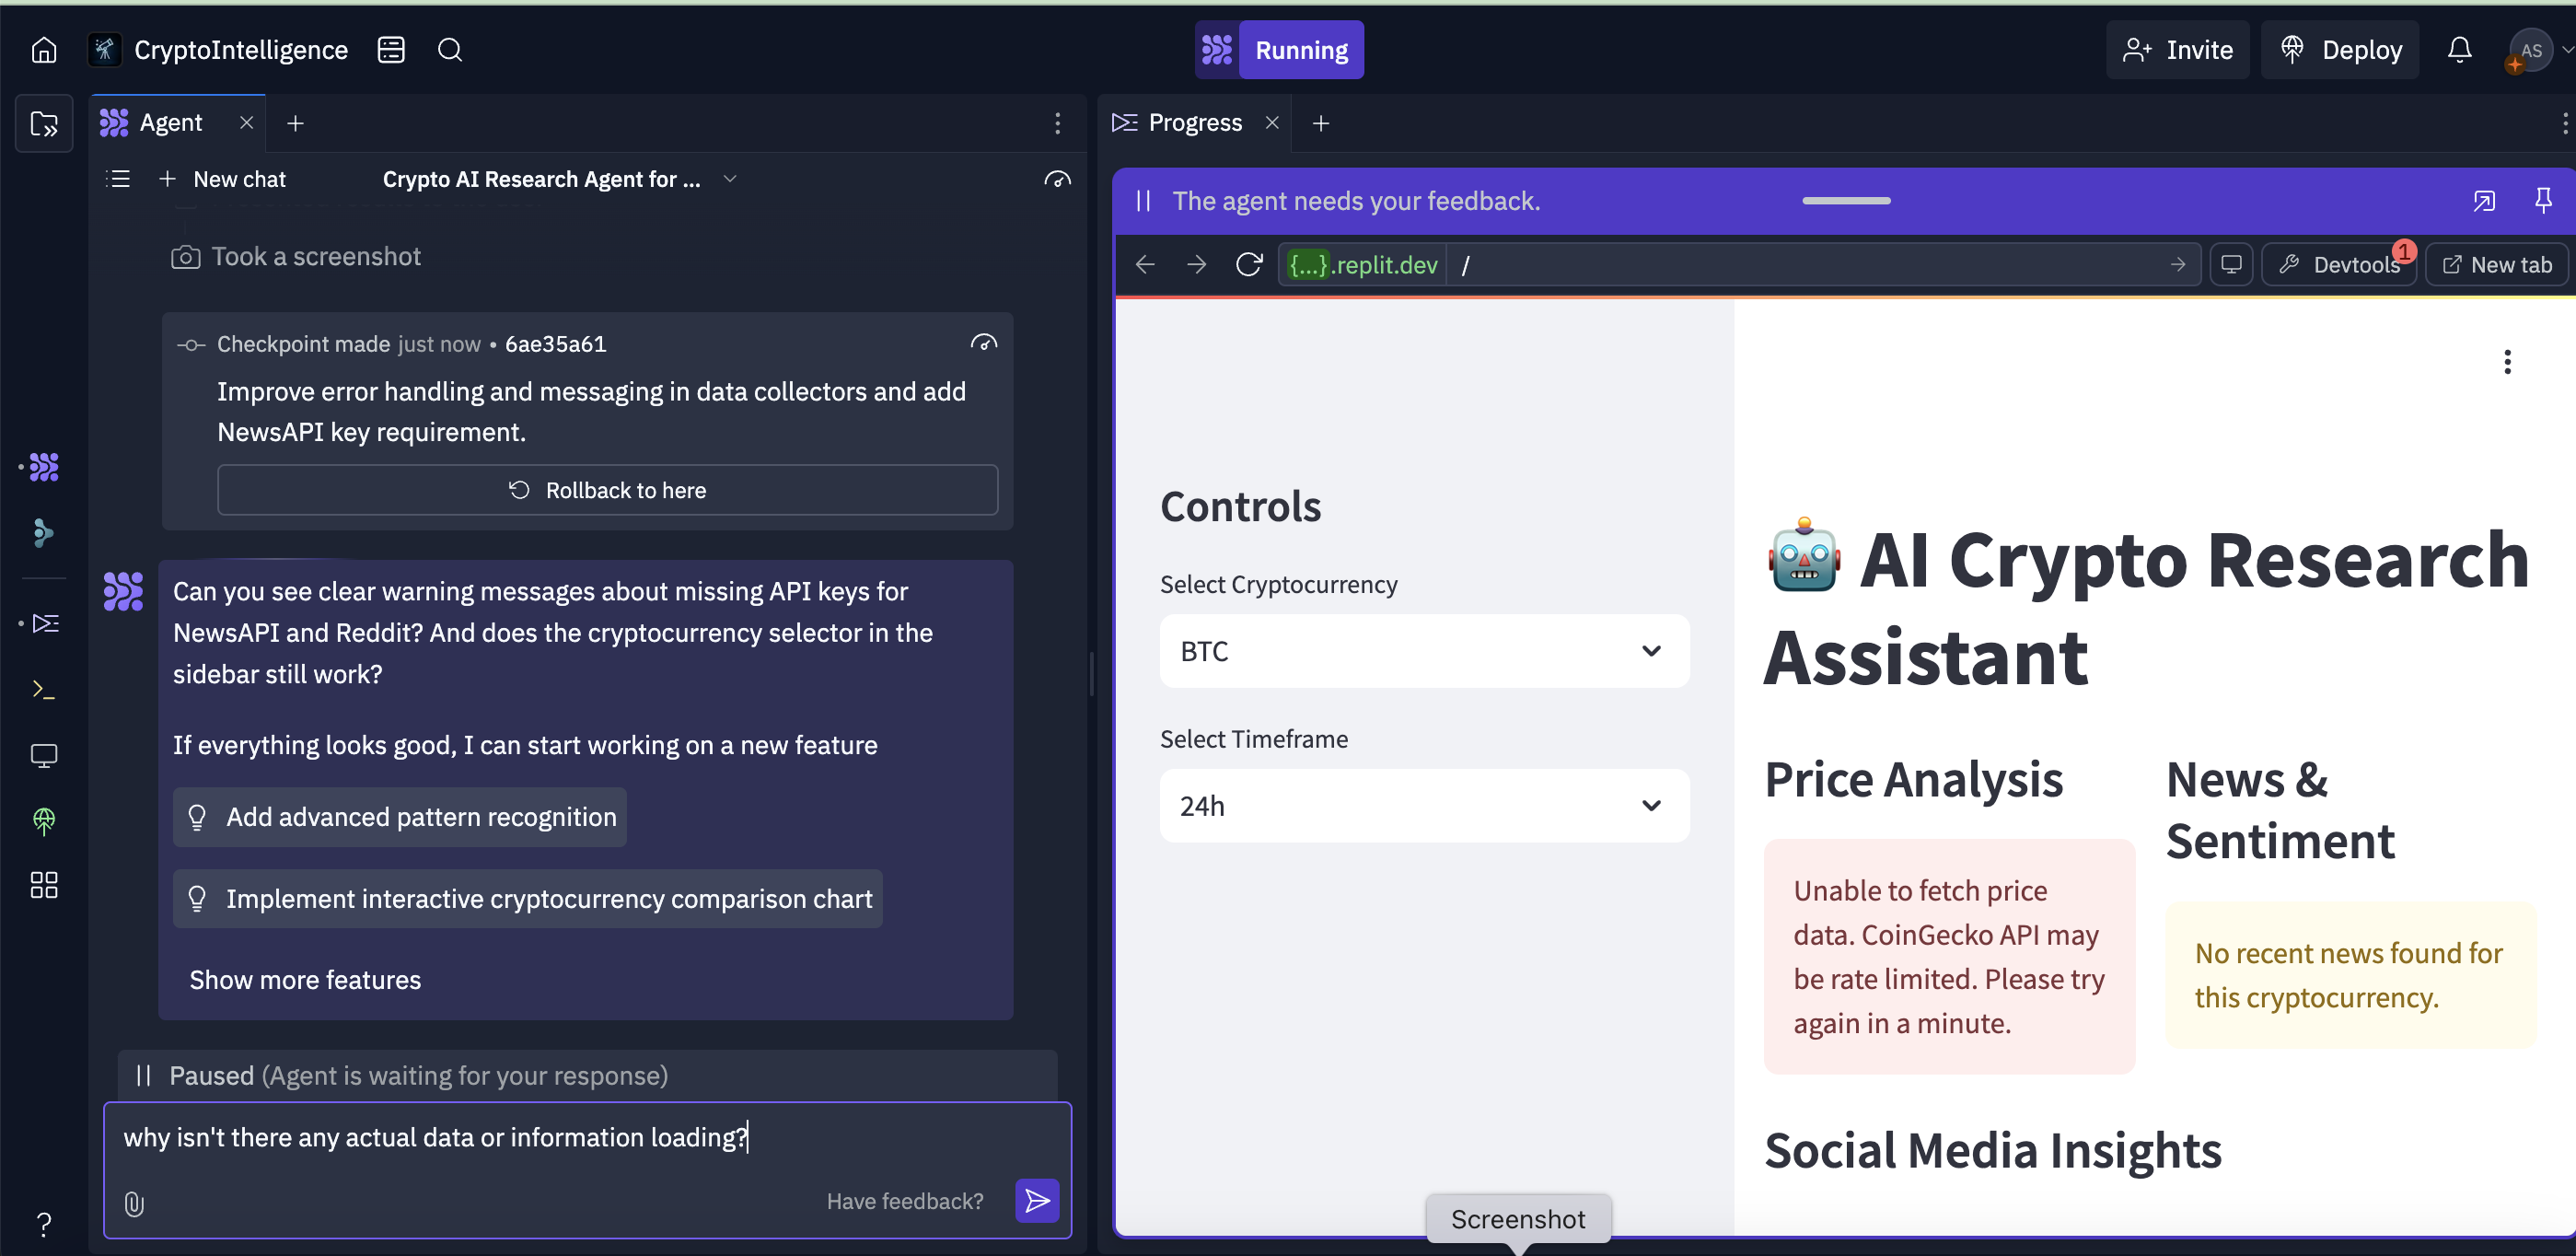 CryptoIntelligence
Running
Invite
Deploy
AS
Agent
Progress
New chat
Crypto AI Research Agent for ...
The agent needs your feedback.
Took a screenshot
{...}.replit.dev
/
Devtools
1
New tab
Checkpoint made just now • 6ae35a61
Improve error handling and messaging in data collectors and add
NewsAPI key requirement.
Rollback to here
Can you see clear warning messages about missing API keys for
NewsAPI and Reddit? And does the cryptocurrency selector in the
sidebar still work?
If everything looks good, I can start working on a new feature
Add advanced pattern recognition
Implement interactive cryptocurrency comparison chart
Show more features
Paused (Agent is waiting for your response)
why isn't there any actual data or information loading?
Have feedback?
Controls
Select Cryptocurrency
BTC
Select Timeframe
24h
🤖 AI Crypto Research
Assistant
Price Analysis
Unable to fetch price
data. CoinGecko API may
be rate limited. Please try
again in a minute.
News &
Sentiment
No recent news found for
this cryptocurrency.
Social Media Insights
Screenshot